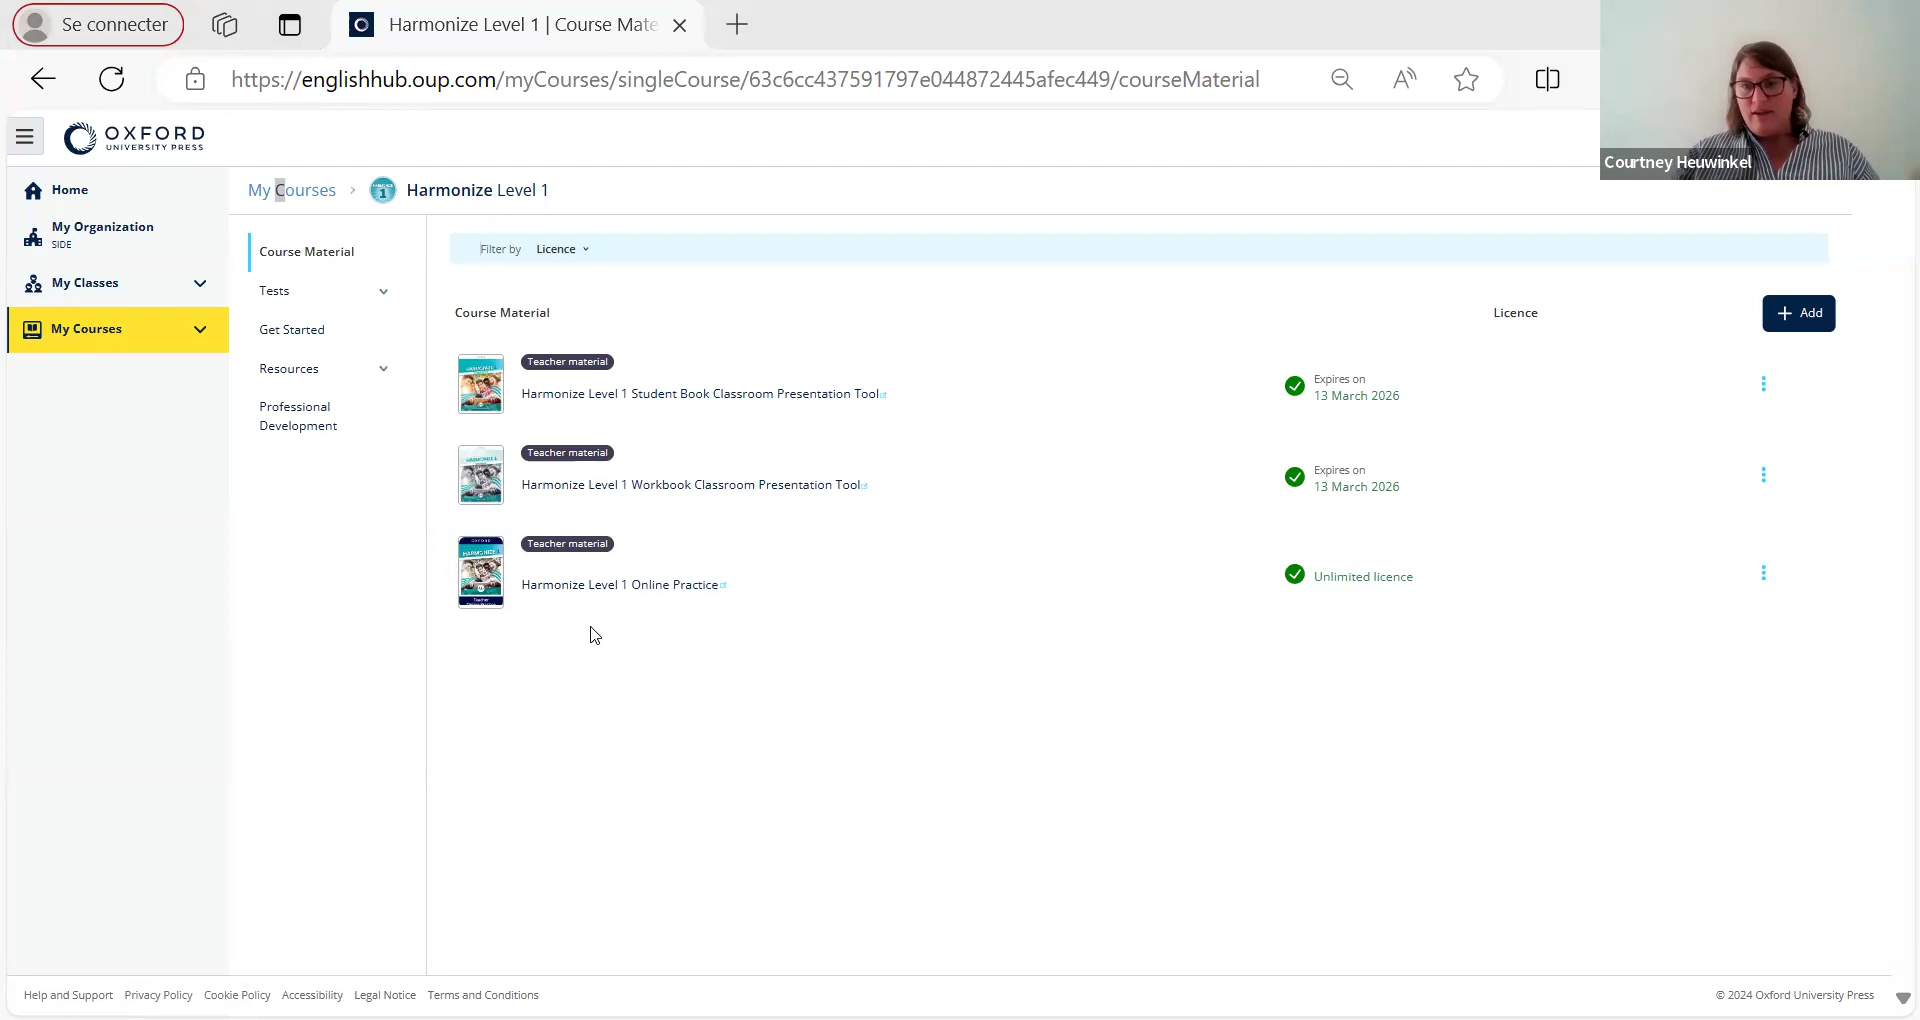 Se connecter
Harmonize Level 1 | Course Mate
https://englishhub.oup.com/myCourses/singleCourse/63c6cc437591797e044872445afec449/courseMaterial
Courtney Heuwinkel
OXFORD
UNIVERSITY PRESS
Home
My Organization
SIDE
My Classes
My Courses
My Courses > Harmonize Level 1
Course Material
Tests
Get Started
Resources
Professional
Development
Filter by Licence
Course Material Licence + Add
Teacher material
Harmonize Level 1 Student Book Classroom Presentation Tool
Expires on
13 March 2026
Teacher material
Harmonize Level 1 Workbook Classroom Presentation Tool
Expires on
13 March 2026
Teacher material
Harmonize Level 1 Online Practice
Unlimited licence
Help and Support Privacy Policy Cookie Policy Accessibility Legal Notice Terms and Conditions
© 2024 Oxford University Press